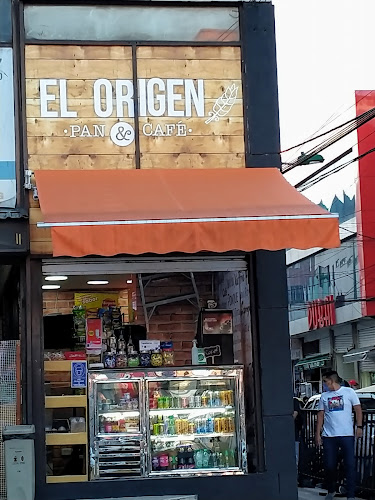 EL ORIGEN
·PAN & CAFE·